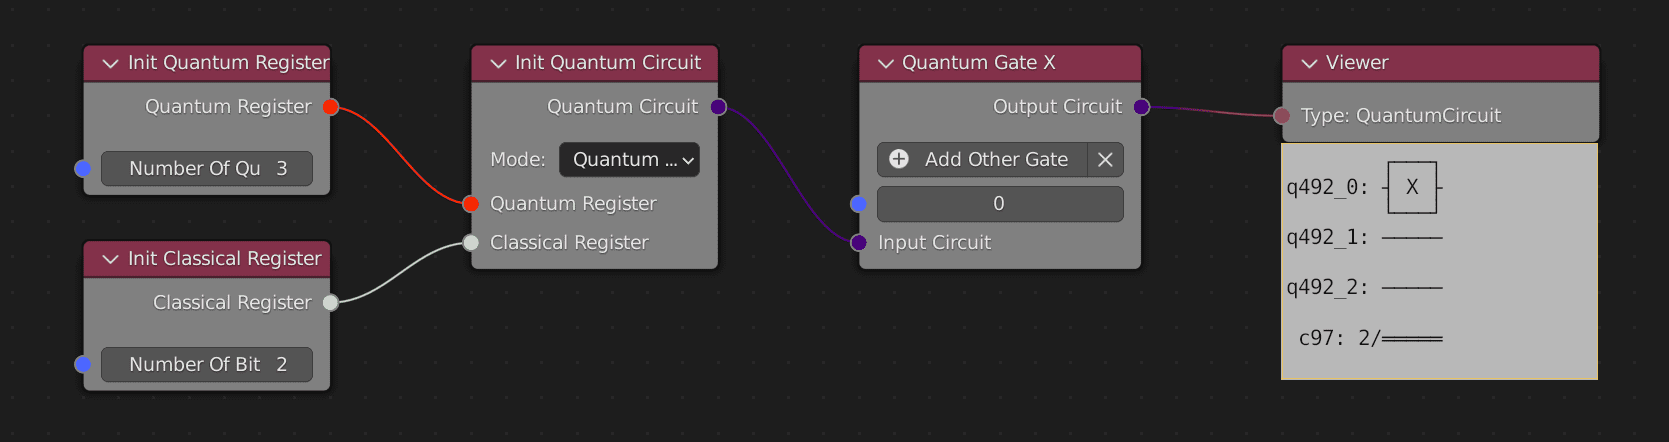 Init Quantum Register
Quantum Register
Number Of Qu 3
Init Classical Register
Classical Register
Number Of Bit 2
Init Quantum Circuit
Quantum Circuit
Mode: Quantum ...
Quantum Register
Classical Register
Quantum Gate X
Output Circuit
Add Other Gate
0
Input Circuit
Viewer
Type: QuantumCircuit
q492_0: X
q492_1:
q492_2:
c97: 2/